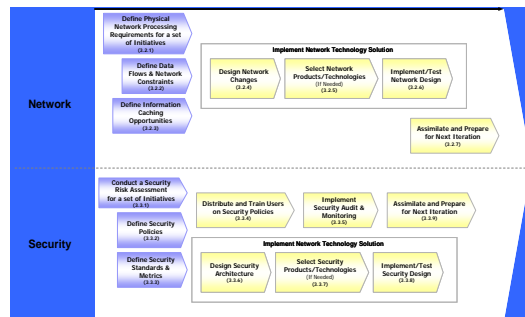 Network
Define Physical
Network Processing
Requirements for a set
of Initiatives
(3.2.1)
Define Data
Flows & Network
Constraints
(3.2.2)
Define Information
Caching
Opportunities
(3.2.3)
Implement Network Technology Solution
Design Network
Changes
(3.2.4)
Select Network
Products/Technologies
(If Needed)
(3.2.5)
Implement/Test
Network Design
(3.2.6)
Assimilate and Prepare
for Next Iteration
(3.2.7)
Security
Conduct a Security
Risk Assessment
for a set of Initiatives
(3.3.1)
Define Security
Policies
(3.3.2)
Define Security
Standards &
Metrics
(3.3.3)
Distribute and Train Users
on Security Policies
(3.3.4)
Implement
Security Audit &
Monitoring
(3.3.5)
Assimilate and Prepare
for Next Iteration
(3.3.9)
Implement Network Technology Solution
Design Security
Architecture
(3.3.6)
Select Security
Products/Technologies
(If Needed)
(3.3.7)
Implement/Test
Security Design
(3.3.8)